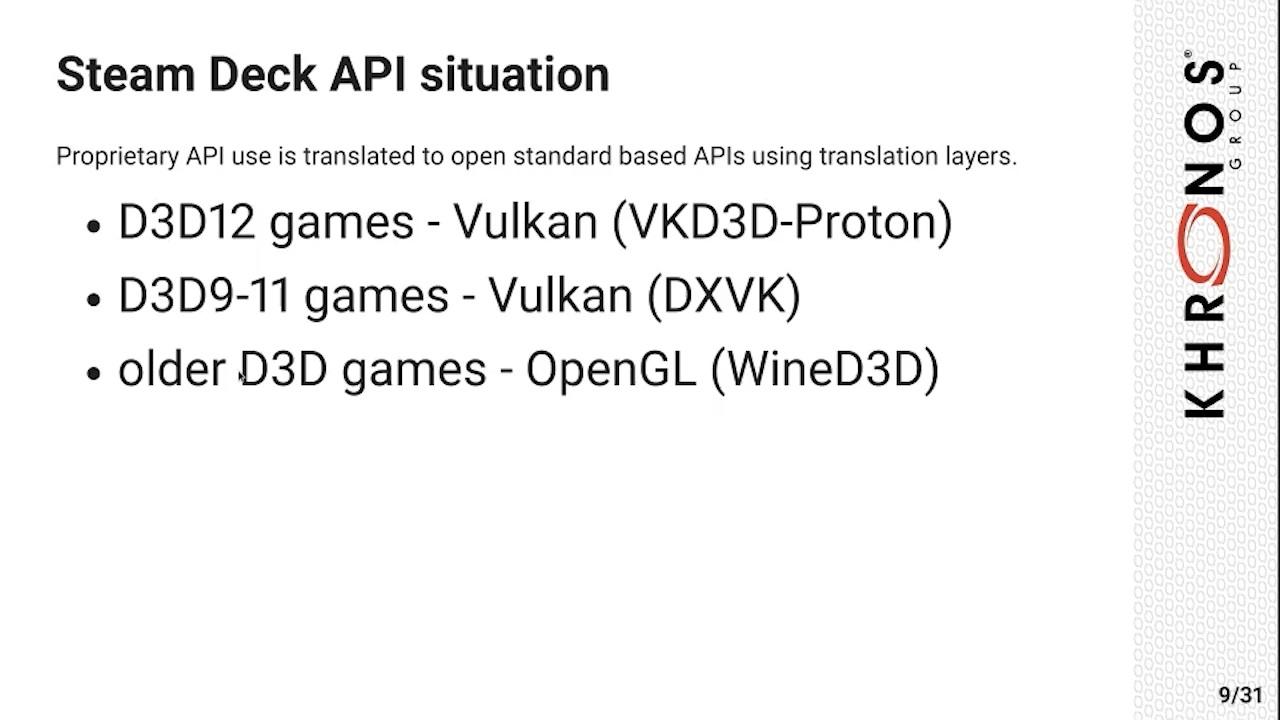 Steam Deck API situation
Proprietary API use is translated to open standard based APIs using translation layers.
• D3D12 games - Vulkan (VKD3D-Proton)
• D3D9-11 games - Vulkan (DXVK)
• older D3D games - OpenGL (WineD3D)
KHRONOS®
GROUP
9/31